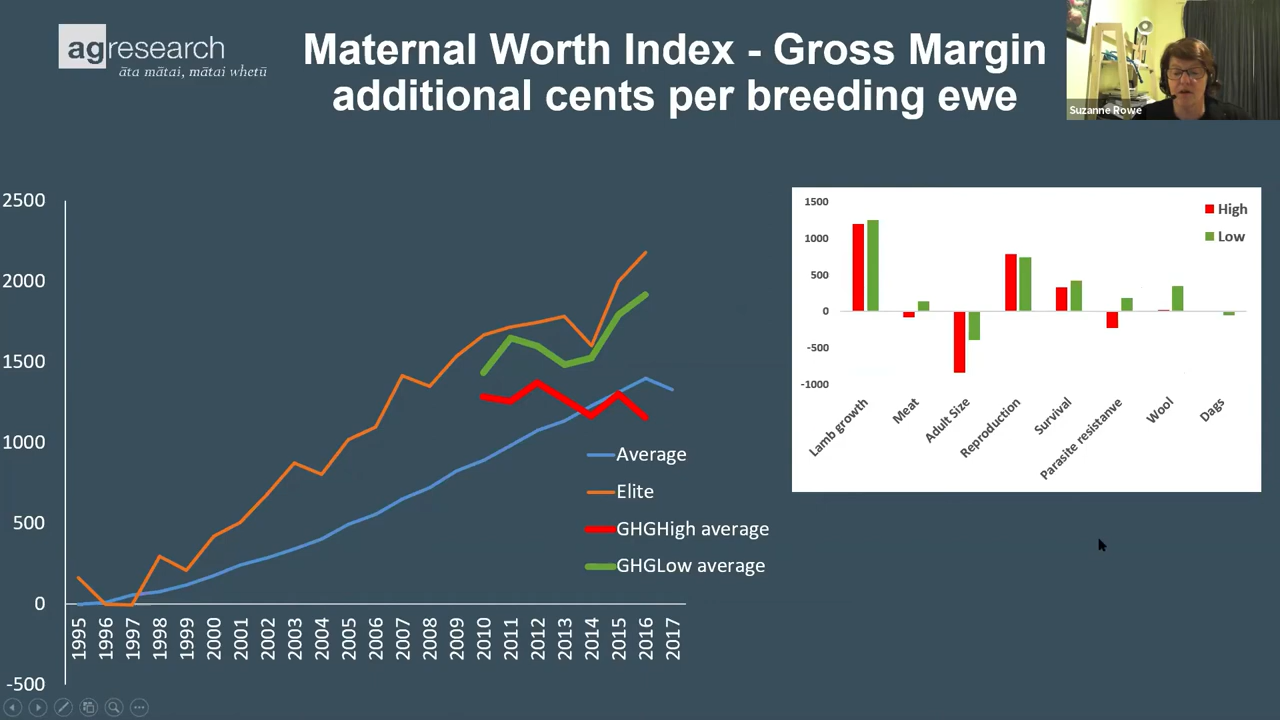 agresearch
āta mātai, mātai whetū
Maternal Worth Index - Gross Margin
additional cents per breeding ewe
Suzanne Rowe
2500
2000
1500
1000
500
0
-500
1995
1996
1997
1998
1999
2000
2001
2002
2003
2004
2005
2006
2007
2008
2009
2010
2011
2012
2013
2014
2015
2016
2017
Average
Elite
GHGHigh average
GHGLow average
1500
1000
500
0
-500
-1000
High
Low
Lamb growth
Meat
Adult Size
Reproduction
Survival
Parasite resistanve
Wool
Dags